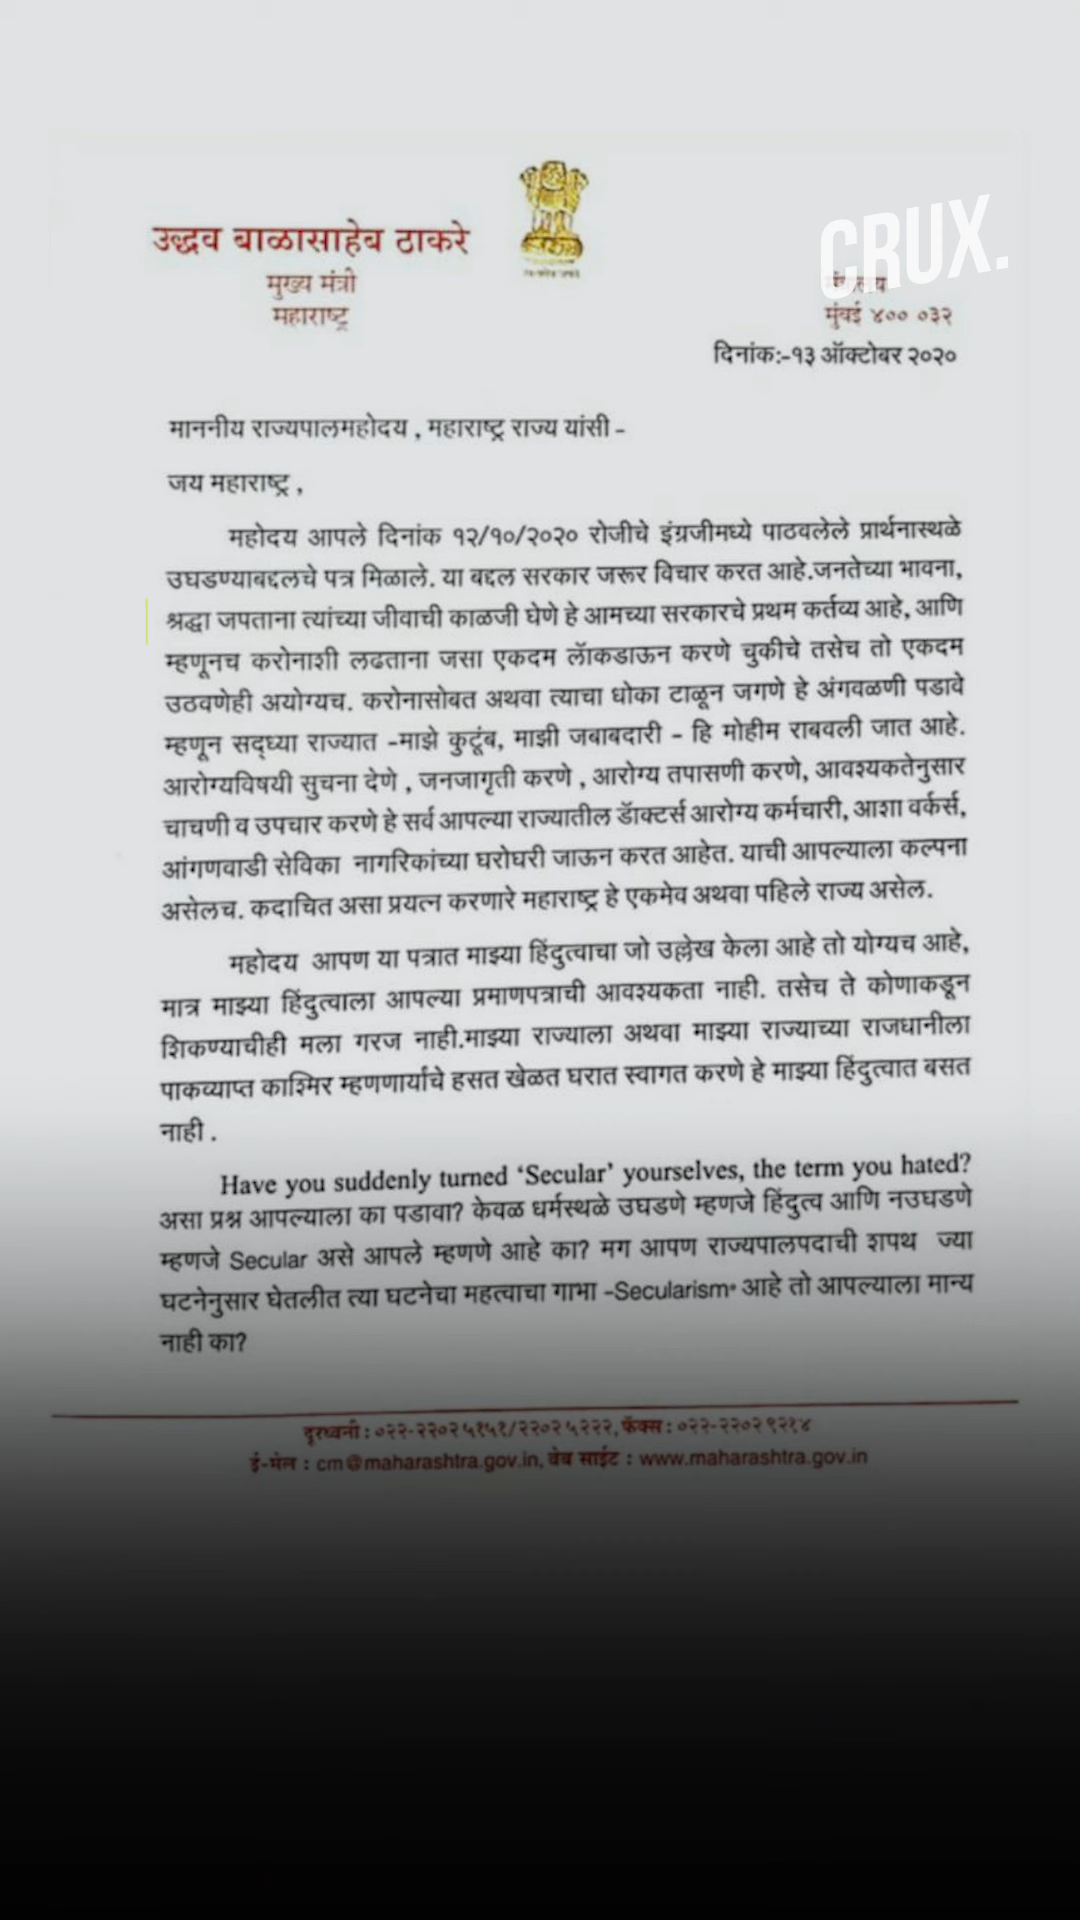 CRUX.
उद्धव बाळासाहेब ठाकरे
मुख्य मंत्री
महाराष्ट्र
मुंबई ४०० ०३२
दिनांक:-१३ ऑक्टोबर २०२०
माननीय राज्यपालमहोदय , महाराष्ट्र राज्य यांसी -
जय महाराष्ट्र ,
महोदय आपले दिनांक १२/१०/२०२० रोजीचे इंग्रजीमध्ये पाठवलेले प्रार्थनास्थळे
उघडण्याबद्दलचे पत्र मिळाले. या बद्दल सरकार जरूर विचार करत आहे.जनतेच्या भावना,
श्रद्धा जपताना त्यांच्या जीवाची काळजी घेणे हे आमच्या सरकारचे प्रथम कर्तव्य आहे, आणि
म्हणूनच करोनाशी लढताना जसा एकदम लॅाकडाऊन करणे चुकीचे तसेच तो एकदम
उठवणेही अयोग्यच. करोनासोबत अथवा त्याचा धोका टाळून जगणे हे अंगवळणी पडावे
म्हणून सद्ध्या राज्यात -माझे कुटूंब, माझी जबाबदारी - हि मोहीम राबवली जात आहे.
आरोग्यविषयी सुचना देणे , जनजागृती करणे , आरोग्य तपासणी करणे, आवश्यकतेनुसार
चाचणी व उपचार करणे हे सर्व आपल्या राज्यातील डॅाक्टर्स आरोग्य कर्मचारी, आशा वर्कर्स,
आंगणवाडी सेविका नागरिकांच्या घरोघरी जाऊन करत आहेत. याची आपल्याला कल्पना
असेलच. कदाचित असा प्रयत्न करणारे महाराष्ट्र हे एकमेव अथवा पहिले राज्य असेल.
महोदय आपण या पत्रात माझ्या हिंदुत्वाचा जो उल्लेख केला आहे तो योग्यच आहे,
मात्र माझ्या हिंदुत्वाला आपल्या प्रमाणपत्राची आवश्यकता नाही. तसेच ते कोणाकडून
शिकण्याचीही मला गरज नाही.माझ्या राज्याला अथवा माझ्या राज्याच्या राजधानीला
पाकव्याप्त काश्मिर म्हणणार्यांचे हसत खेळत घरात स्वागत करणे हे माझ्या हिंदुत्वात बसत
नाही .
Have you suddenly turned ‘Secular’ yourselves, the term you hated?
असा प्रश्न आपल्याला का पडावा? केवळ धर्मस्थळे उघडणे म्हणजे हिंदुत्व आणि नउघडणे
म्हणजे Secular असे आपले म्हणणे आहे का? मग आपण राज्यपालपदाची शपथ ज्या
घटनेनुसार घेतलीत त्या घटनेचा महत्वाचा गाभा -Secularism" आहे तो आपल्याला मान्य
नाही का?
दूरध्वनी : ०२२-२२०२५१५१/२२०२५२२२, फॅक्स : ०२२-२२०२९२१४
ई-मेल : cm@maharashtra.gov.in, वेब साईट : www.maharashtra.gov.in